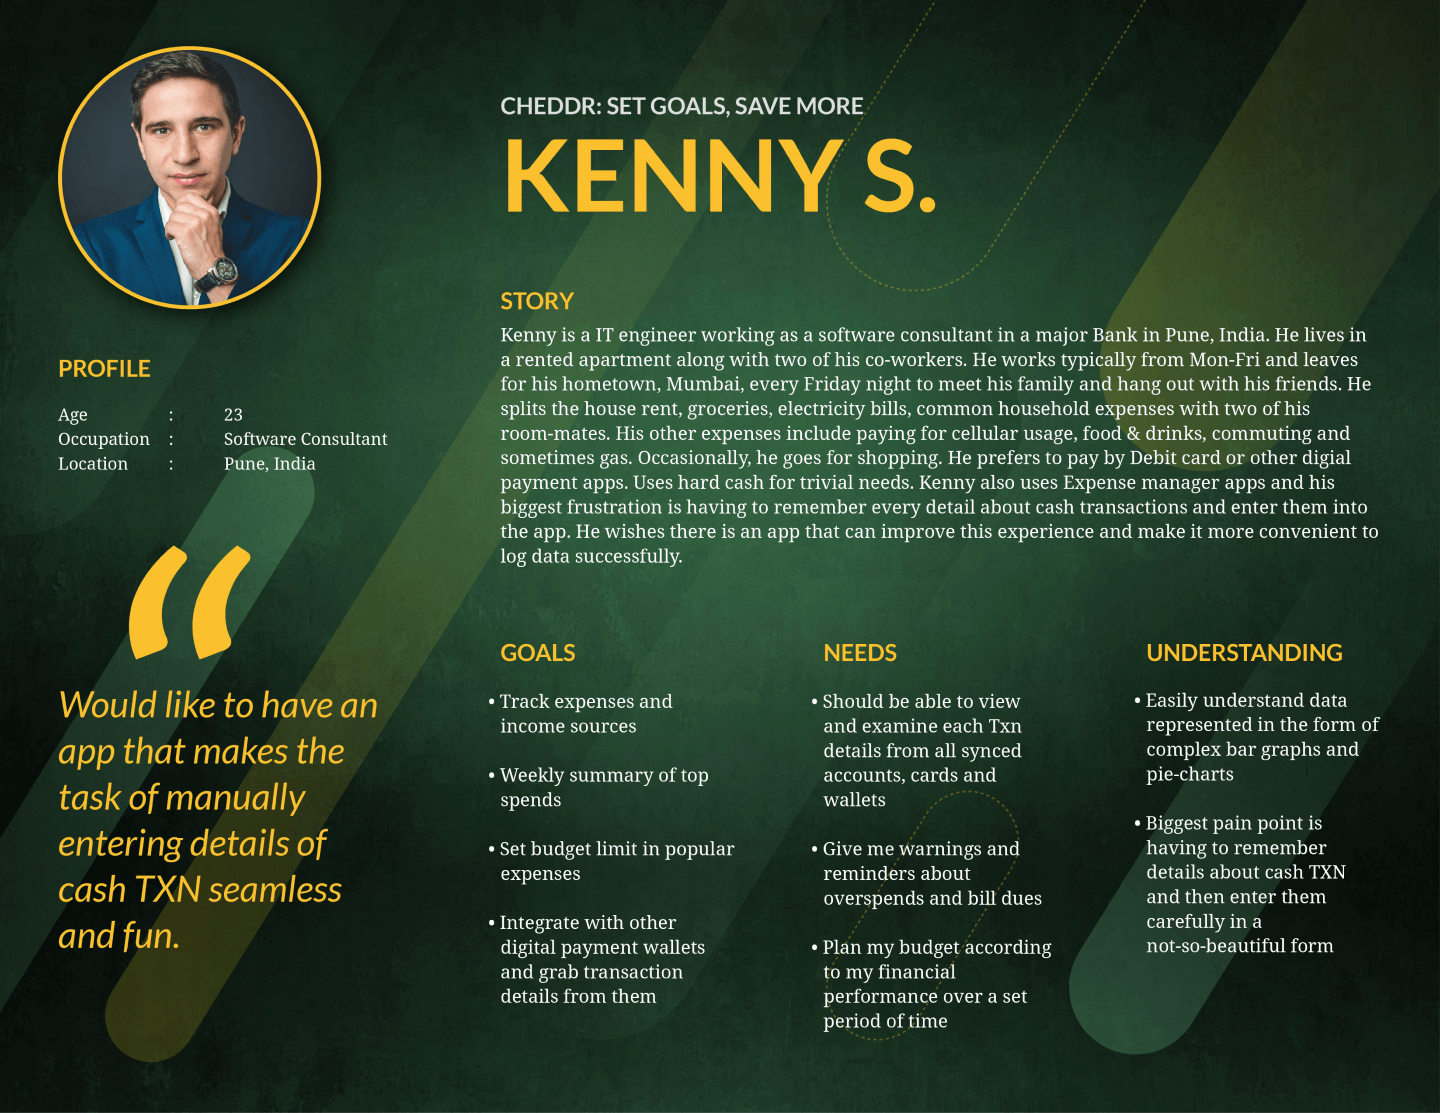 CHEDDR: SET GOALS, SAVE MORE
KENNY S.
PROFILE
Age : 23
Occupation : Software Consultant
Location : Pune, India
“
Would like to have an
app that makes the
task of manually
entering details of
cash TXN seamless
and fun.
STORY
Kenny is a IT engineer working as a software consultant in a major Bank in Pune, India. He lives in
a rented apartment along with two of his co-workers. He works typically from Mon-Fri and leaves
for his hometown, Mumbai, every Friday night to meet his family and hang out with his friends. He
splits the house rent, groceries, electricity bills, common household expenses with two of his
room-mates. His other expenses include paying for cellular usage, food & drinks, commuting and
sometimes gas. Occasionally, he goes for shopping. He prefers to pay by Debit card or other digial
payment apps. Uses hard cash for trivial needs. Kenny also uses Expense manager apps and his
biggest frustration is having to remember every detail about cash transactions and enter them into
the app. He wishes there is an app that can improve this experience and make it more convenient to
log data successfully.
GOALS
• Track expenses and
income sources
• Weekly summary of top
spends
• Set budget limit in popular
expenses
• Integrate with other
digital payment wallets
and grab transaction
details from them
NEEDS
• Should be able to view
and examine each Txn
details from all synced
accounts, cards and
wallets
• Give me warnings and
reminders about
overspends and bill dues
• Plan my budget according
to my financial
performance over a set
period of time
UNDERSTANDING
• Easily understand data
represented in the form of
complex bar graphs and
pie-charts
• Biggest pain point is
having to remember
details about cash TXN
and then enter them
carefully in a
not-so-beautiful form